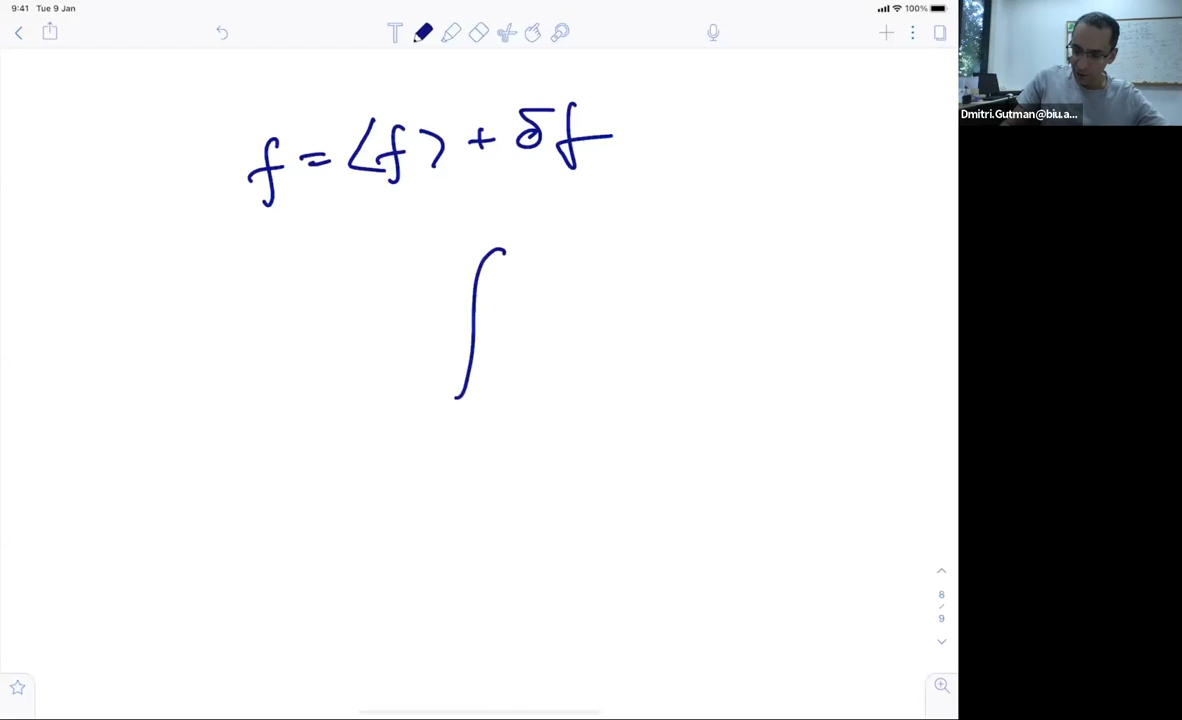 9:41 Tue 9 Jan
100%
T
Dmitri.Gutman@biu.a...
f = ⟨f⟩ + δf
∫
8
/
9